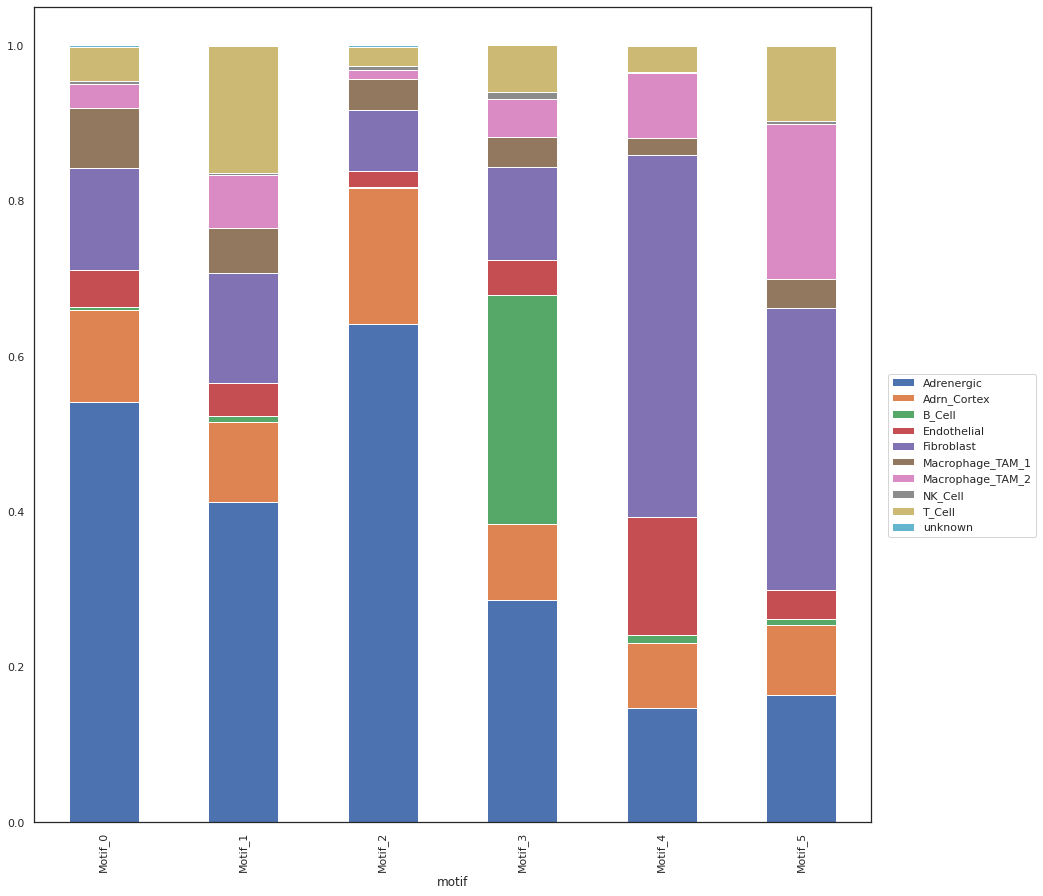 1.0
0.8
0.6
0.4
0.2
0.0
Motif_0
Motif_1
Motif_2
Motif_3
Motif_4
Motif_5
motif
Adrenergic
Adrn_Cortex
B_Cell
Endothelial
Fibroblast
Macrophage_TAM_1
Macrophage_TAM_2
NK_Cell
T_Cell
unknown